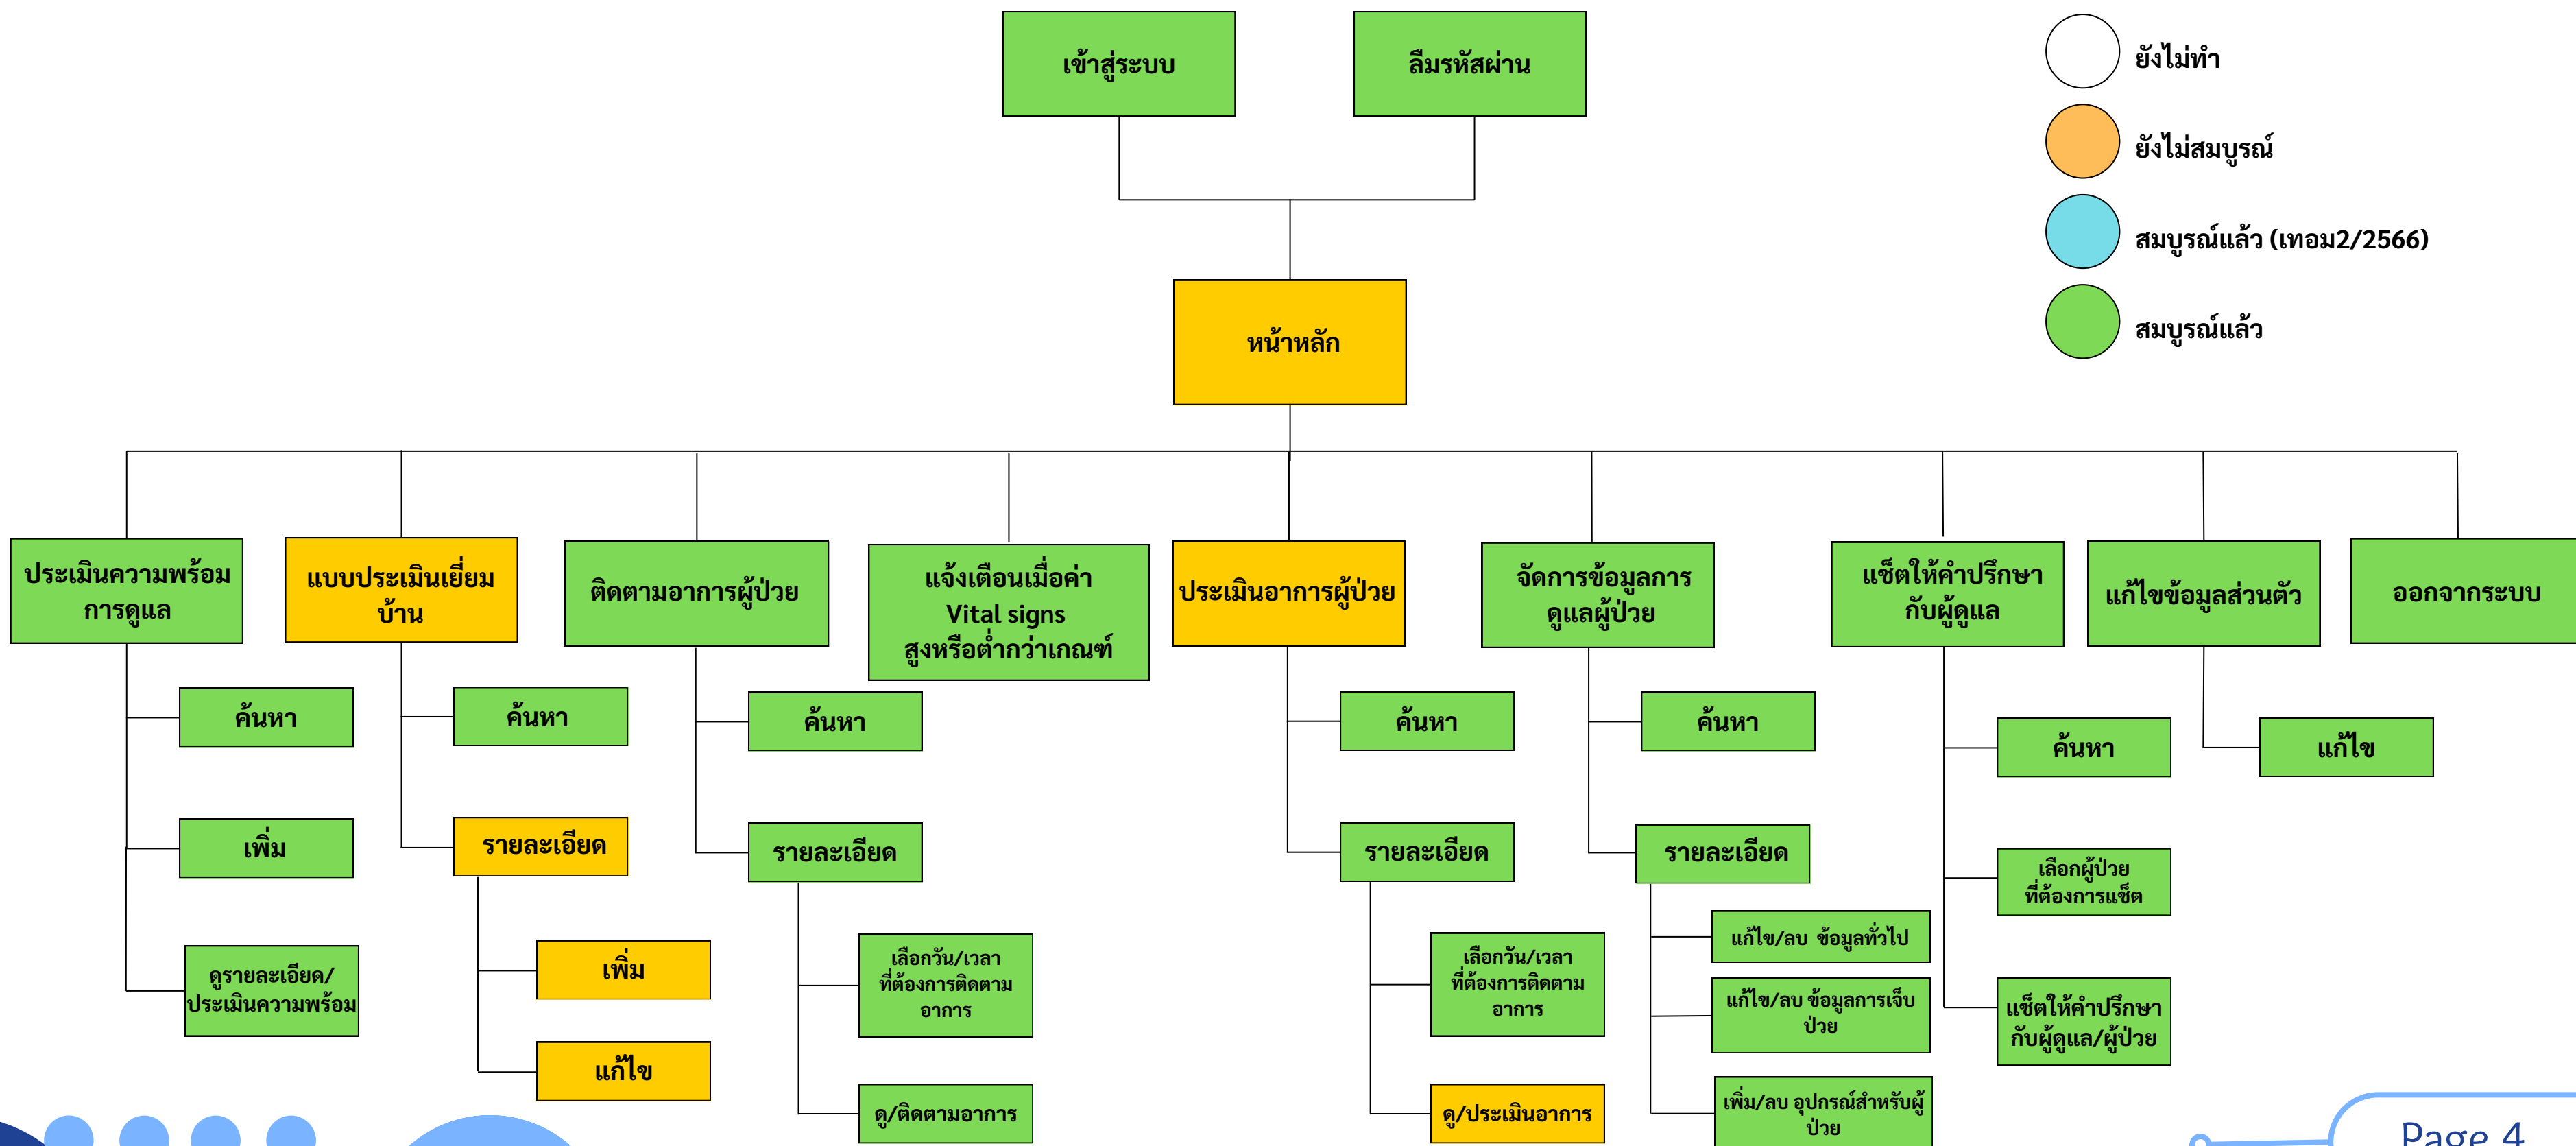 เข้าสู่ระบบ
ลืมรหัสผ่าน
ยังไม่ทำ
ยังไม่สมบูรณ์
สมบูรณ์แล้ว (เทอม2/2566)
สมบูรณ์แล้ว
หน้าหลัก
ประเมินความพร้อม
การดูแล
แบบประเมินเยี่ยม
บ้าน
ติดตามอาการผู้ป่วย
แจ้งเตือนเมื่อค่า
Vital signs
สูงหรือต่ำกว่าเกณฑ์
ประเมินอาการผู้ป่วย
จัดการข้อมูลการ
ดูแลผู้ป่วย
แช็ตให้คำปรึกษา
กับผู้ดูแล
แก้ไขข้อมูลส่วนตัว
ออกจากระบบ
ค้นหา
เพิ่ม
ดูรายละเอียด/
ประเมินความพร้อม
ค้นหา
รายละเอียด
เพิ่ม
แก้ไข
ค้นหา
รายละเอียด
เลือกวัน/เวลา
ที่ต้องการติดตาม
อาการ
ดู/ติดตามอาการ
ค้นหา
รายละเอียด
เลือกวัน/เวลา
ที่ต้องการติดตาม
อาการ
ดู/ประเมินอาการ
ค้นหา
รายละเอียด
แก้ไข/ลบ ข้อมูลทั่วไป
แก้ไข/ลบ ข้อมูลการเจ็บ
ป่วย
เพิ่ม/ลบ อุปกรณ์สำหรับผู้
ป่วย
ค้นหา
เลือกผู้ป่วย
ที่ต้องการแช็ต
แช็ตให้คำปรึกษา
กับผู้ดูแล/ผู้ป่วย
แก้ไข
Page 4